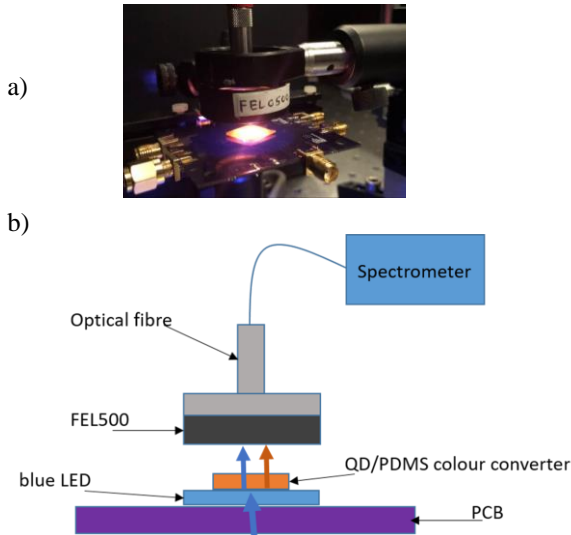 a)
FEL0500
b)
Spectrometer
Optical fibre
FEL500
QD/PDMS colour converter
blue LED
PCB